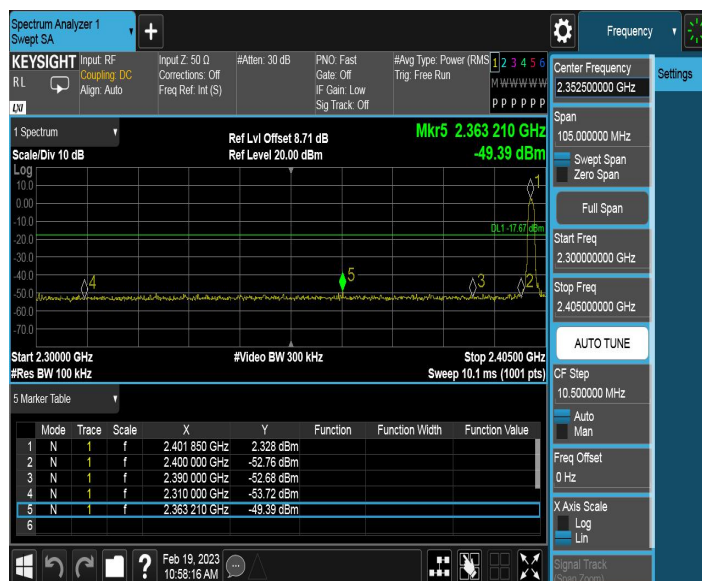 Spectrum Analyzer 1
Swept SA
Frequency
KEYSIGHT
R L
LXI
Input: RF
Coupling: DC
Align: Auto
Input Z: 50 Ω
Corrections: Off
Freq Ref: Int (S)
#Atten: 30 dB
PNO: Fast
Gate: Off
IF Gain: Low
Sig Track: Off
#Avg Type: Power (RMS
Trig: Free Run
1 2 3 4 5 6
M W W W W W
P P P P P P
1 Spectrum
Scale/Div 10 dB
Ref Lvl Offset 8.71 dB
Ref Level 20.00 dBm
Mkr5 2.363 210 GHz
-49.39 dBm
Log
10.0
0.00
-10.0
-20.0
-30.0
-40.0
-50.0
-60.0
-70.0
1
DL1 -17.67 dBm
4
5
3
2
Start 2.30000 GHz
#Video BW 300 kHz
Stop 2.40500 GHz
#Res BW 100 kHz
Sweep 10.1 ms (1001 pts)
5 Marker Table
Mode Trace Scale X Y Function Function Width Function Value
1 N 1 f 2.401 850 GHz 2.328 dBm
2 N 1 f 2.400 000 GHz -52.76 dBm
3 N 1 f 2.390 000 GHz -52.68 dBm
4 N 1 f 2.310 000 GHz -53.72 dBm
5 N 1 f 2.363 210 GHz -49.39 dBm
6
?
Feb 19, 2023
10:58:16 AM
Center Frequency
2.352500000 GHz
Settings
Span
105.000000 MHz
Swept Span
Zero Span
Full Span
Start Freq
2.300000000 GHz
Stop Freq
2.405000000 GHz
AUTO TUNE
CF Step
10.500000 MHz
Auto
Man
Freq Offset
0 Hz
X Axis Scale
Log
Lin
Signal Track
(Span Zoom)